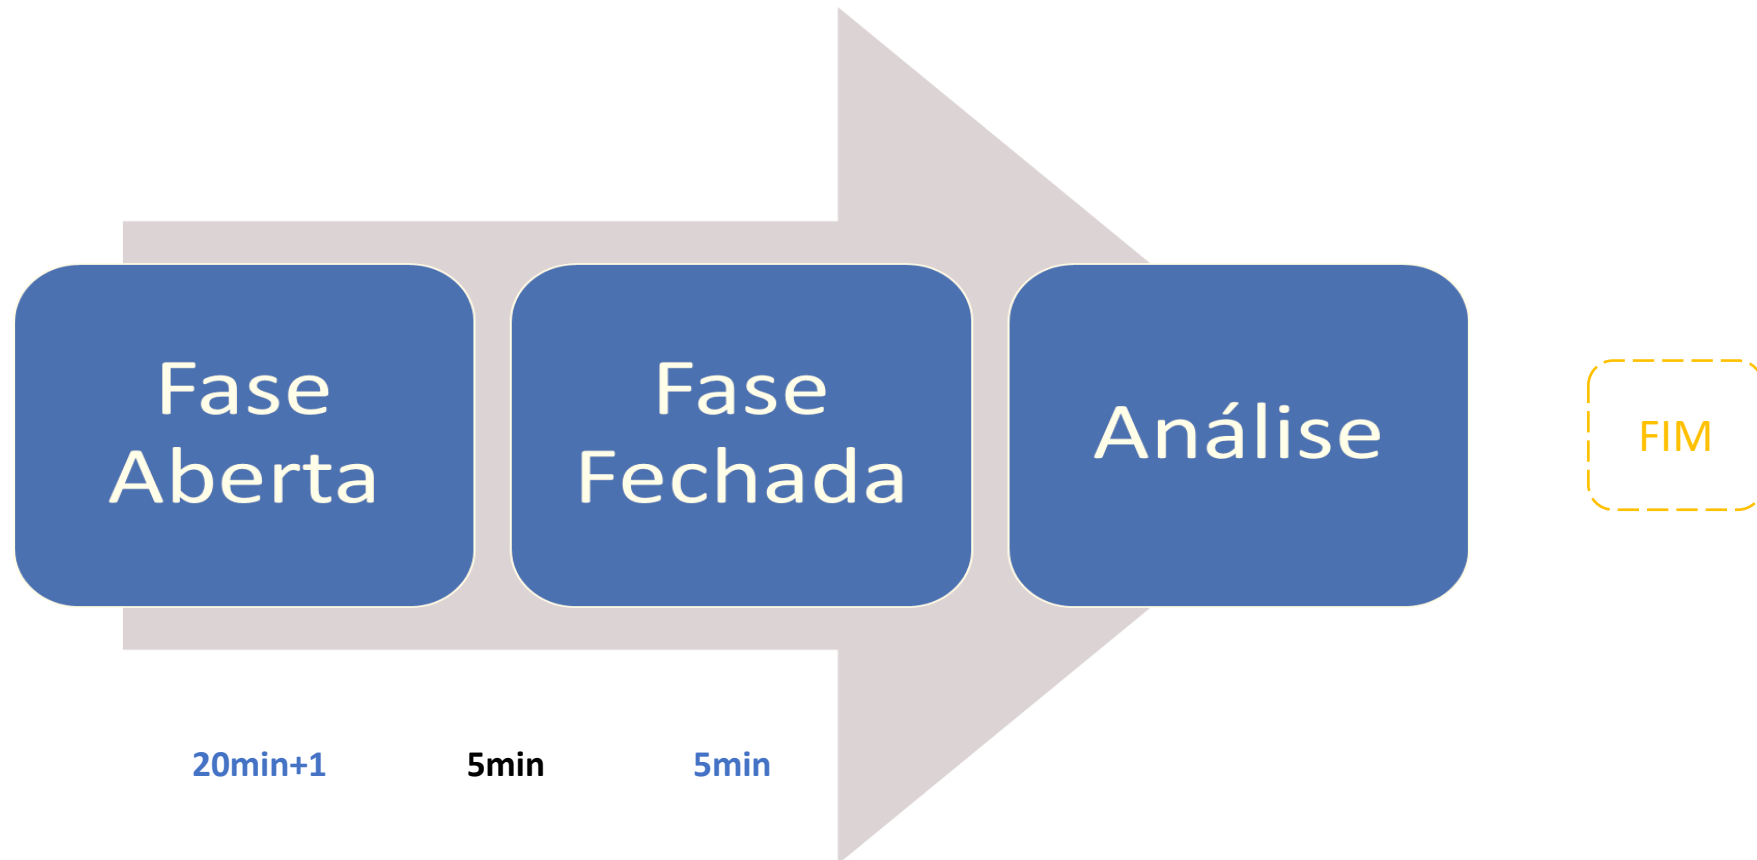 Fase
Aberta
Fase
Fechada
Análise
FIM
20min+1
5min
5min